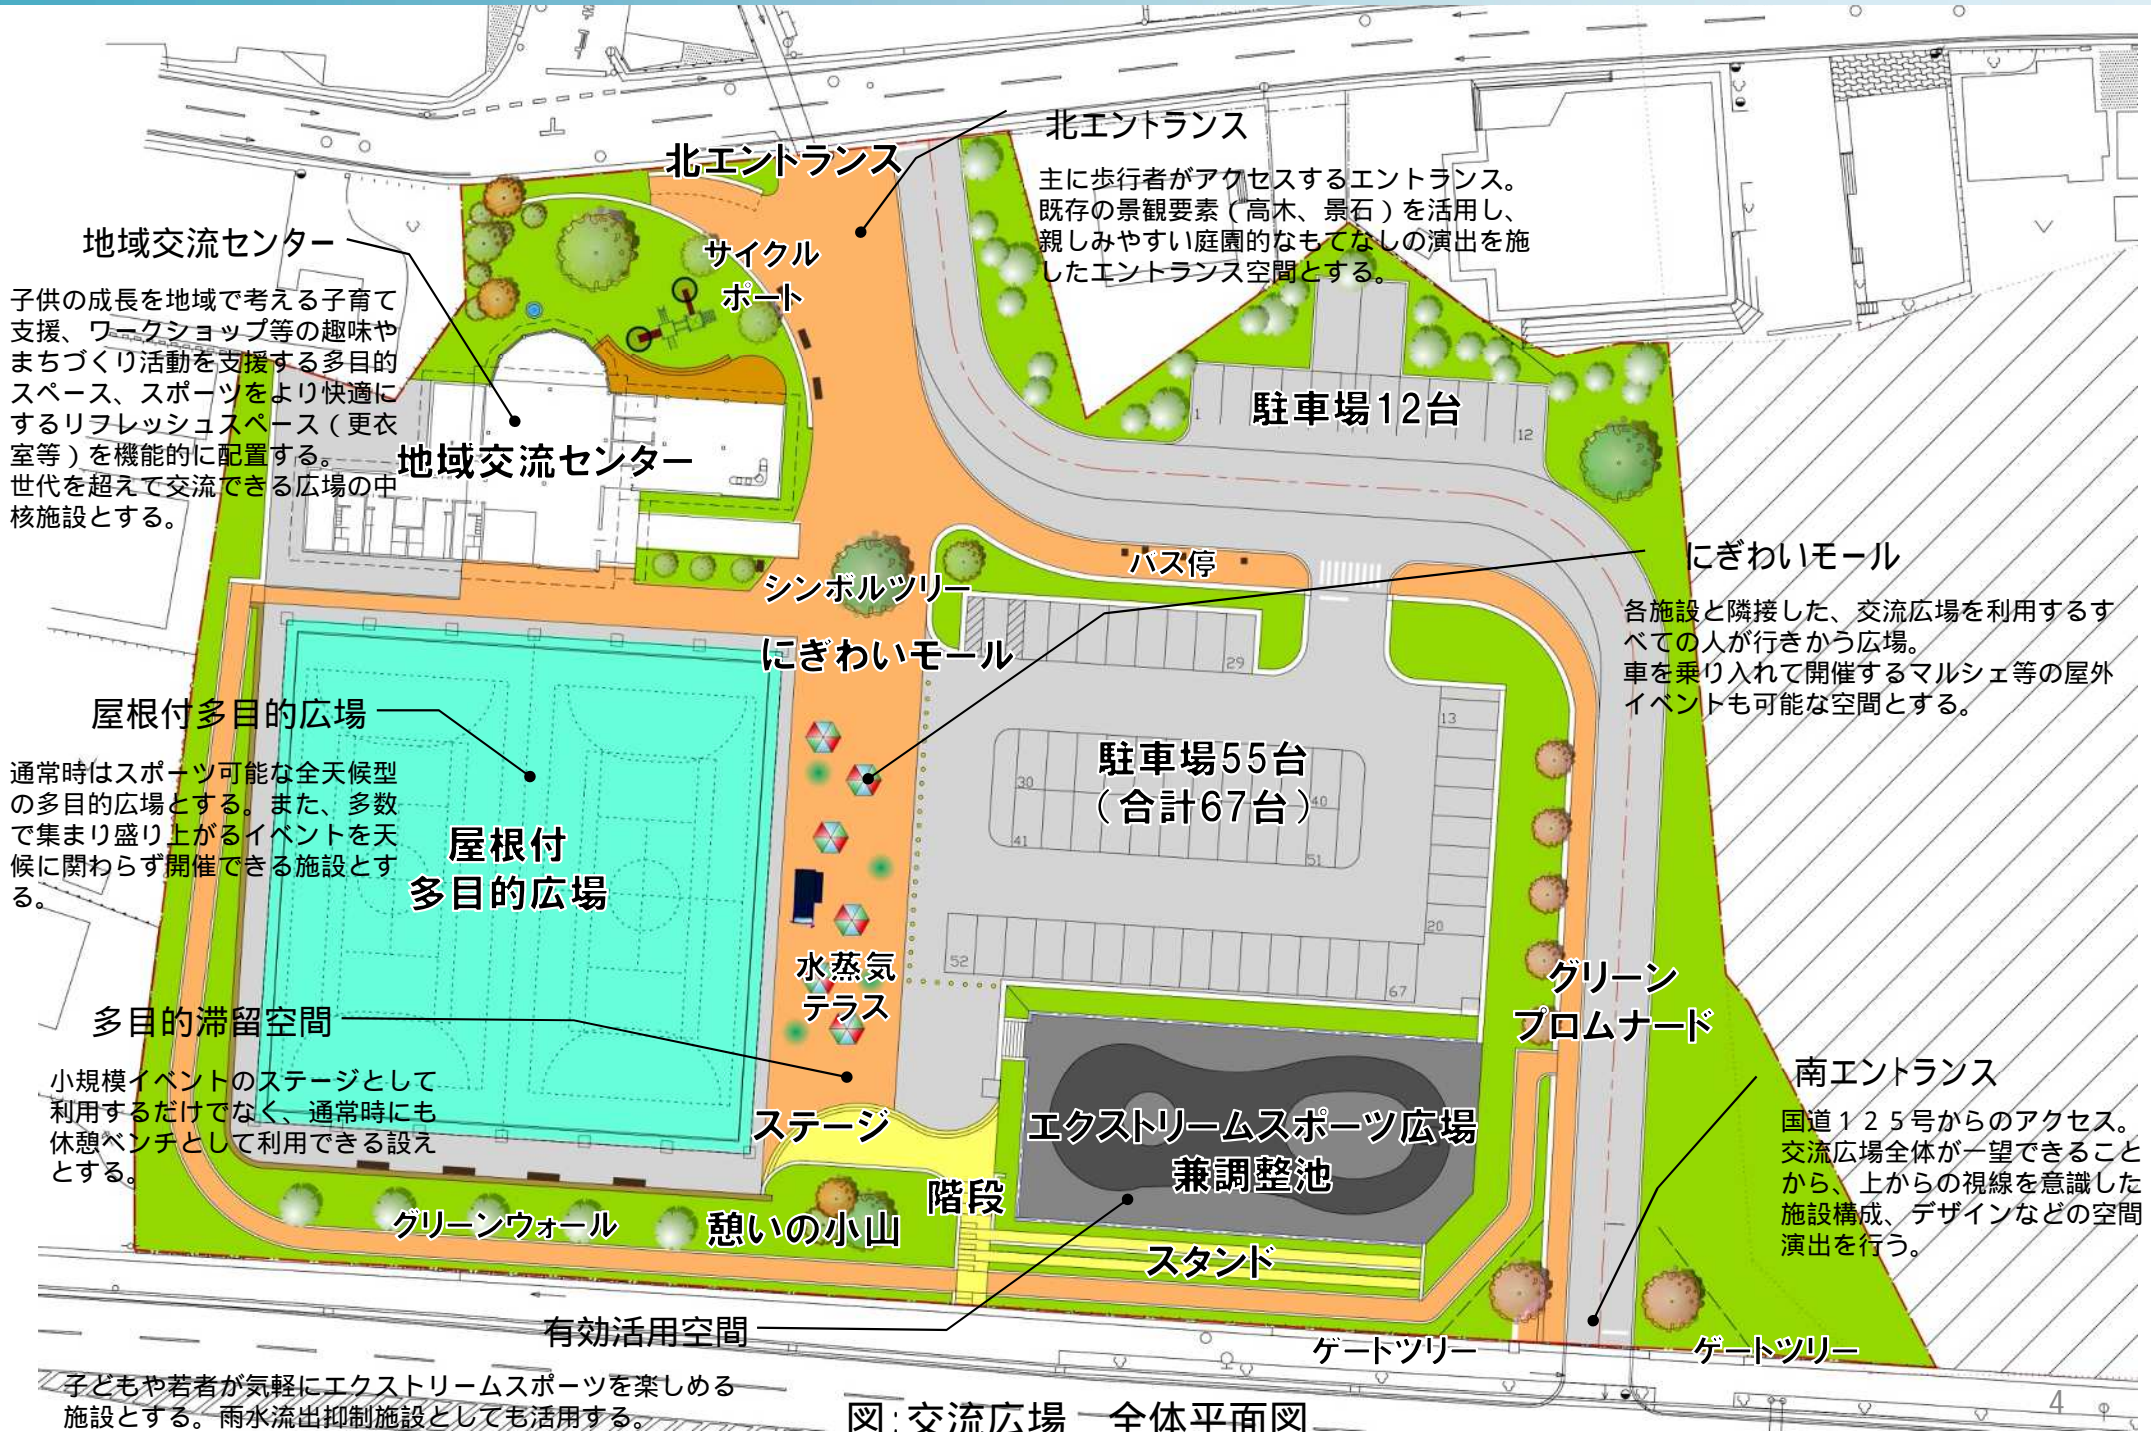 北エントランス
主に歩行者がアクセスするエントランス。
既存の景観要素（高木、景石）を活用し、
親しみやすい庭園的なもてなしの演出を施
したエントランス空間とする。
北エントランス
サイクル
ポート
地域交流センター
子供の成長を地域で考える子育て
支援、ワークショップ等の趣味や
まちづくり活動を支援する多目的
スペース、スポーツをより快適に
するリフレッシュスペース（更衣
室等）を機能的に配置する。
世代を超えて交流できる広場の中
核施設とする。
地域交流センター
駐車場12台
1
12
バス停
シンボルツリー
にぎわいモール
にぎわいモール
各施設と隣接した、交流広場を利用するす
べての人が行きかう広場。
車を乗り入れて開催するマルシェ等の屋外
イベントも可能な空間とする。
29
13
駐車場55台
（合計67台）
30
40
41
51
20
52
67
屋根付多目的広場
通常時はスポーツ可能な全天候型
の多目的広場とする。また、多数
で集まり盛り上がるイベントを天
候に関わらず開催できる施設とす
る。
屋根付
多目的広場
水蒸気
テラス
グリーン
プロムナード
多目的滞留空間
小規模イベントのステージとして
利用するだけでなく、通常時にも
休憩ベンチとして利用できる設え
とする。
ステージ
エクストリームスポーツ広場
兼調整池
南エントランス
国道１２５号からのアクセス。
交流広場全体が一望できること
から、上からの視線を意識した
施設構成、デザインなどの空間
演出を行う。
階段
グリーンウォール
憩いの小山
スタンド
有効活用空間
子どもや若者が気軽にエクストリームスポーツを楽しめる
施設とする。雨水流出抑制施設としても活用する。
ゲートツリー
ゲートツリー
図:交流広場　全体平面図
4